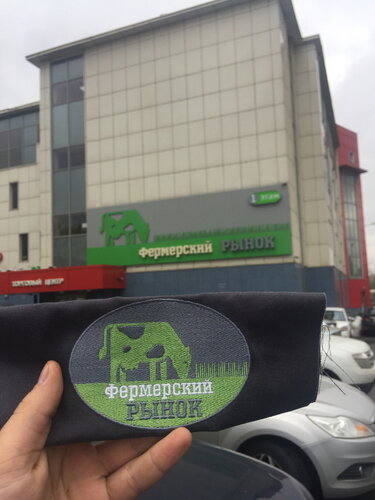 1 ЭТАЖ
Фермерский РЫНОК
ТОРГОВЫЙ ЦЕНТР
Фермерский
РЫНОК